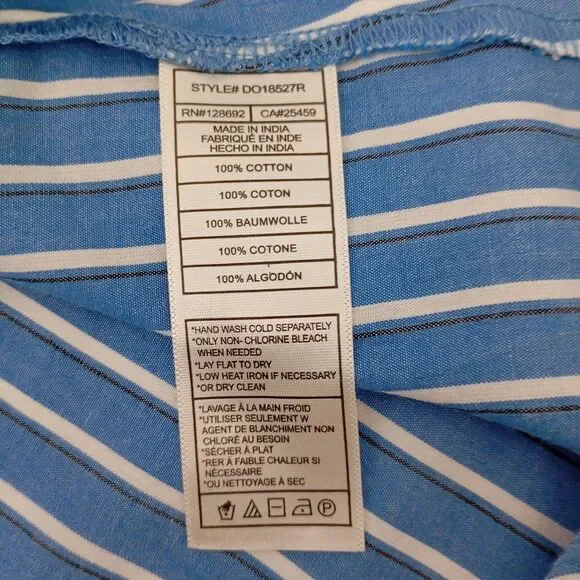 STYLE# DO18527R
RN#128692 CA#25459
MADE IN INDIA
FABRIQUÉ EN INDE
HECHO IN INDIA
100% COTTON
100% COTON
100% BAUMWOLLE
100% COTONE
100% ALGODÓN
*HAND WASH COLD SEPARATELY
*ONLY NON- CHLORINE BLEACH
WHEN NEEDED
*LAY FLAT TO DRY
*LOW HEAT IRON IF NECESSARY
*OR DRY CLEAN
*LAVAGE À LA MAIN FROID
*UTILISER SEULEMENT W
AGENT DE BLANCHIMENT NON
CHLORÉ AU BESOIN
*SÉCHER À PLAT
*RER À FAIBLE CHALEUR SI
NÉCESSAIRE
*OU NETTOYAGE À SEC
P